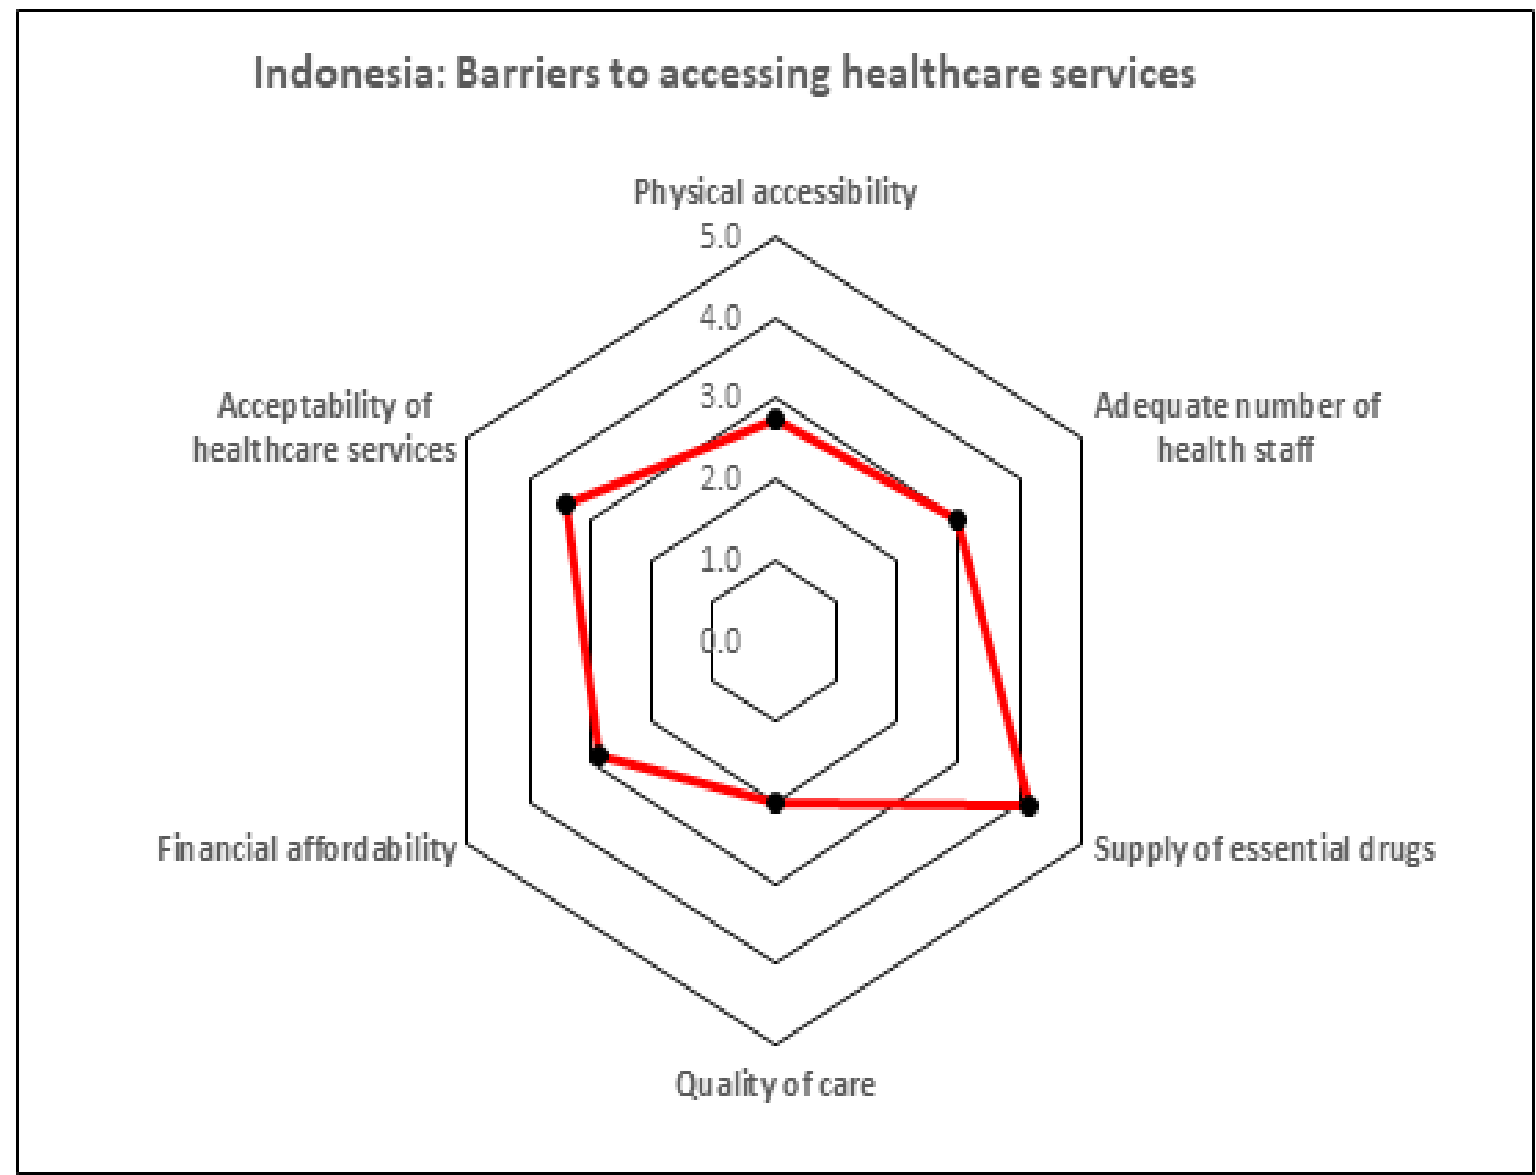 Indonesia: Barriers to accessing healthcare services
Physical accessibility
5.0
4.0
3.0
2.0
1.0
0.0
Acceptability of
healthcare services
Adequate number of
health staff
Financial affordability
Supply of essential drugs
Quality of care